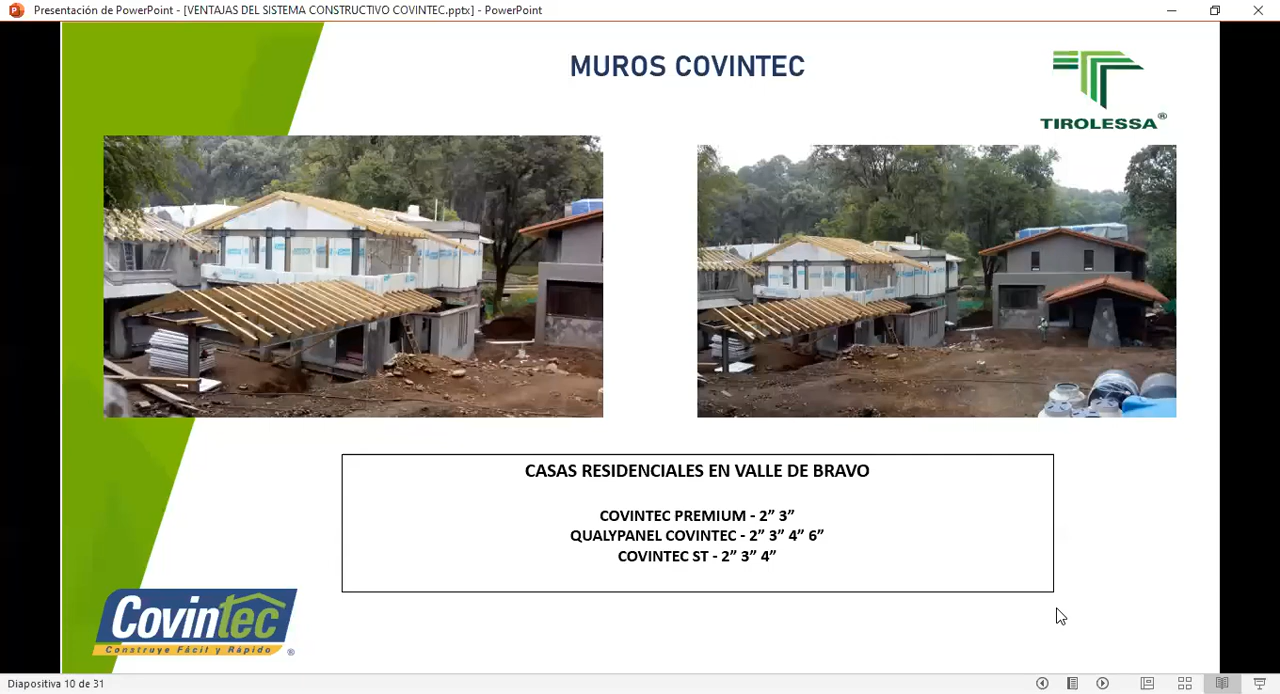 Presentación de PowerPoint - [VENTAJAS DEL SISTEMA CONSTRUCTIVO COVINTEC.pptx] - PowerPoint
MUROS COVINTEC
TIROLESSA®
CASAS RESIDENCIALES EN VALLE DE BRAVO
COVINTEC PREMIUM - 2” 3”
QUALYPANEL COVINTEC - 2” 3” 4” 6”
COVINTEC ST - 2” 3” 4”
Covintec
Construye Fácil y Rápido ®
Diapositiva 10 de 31